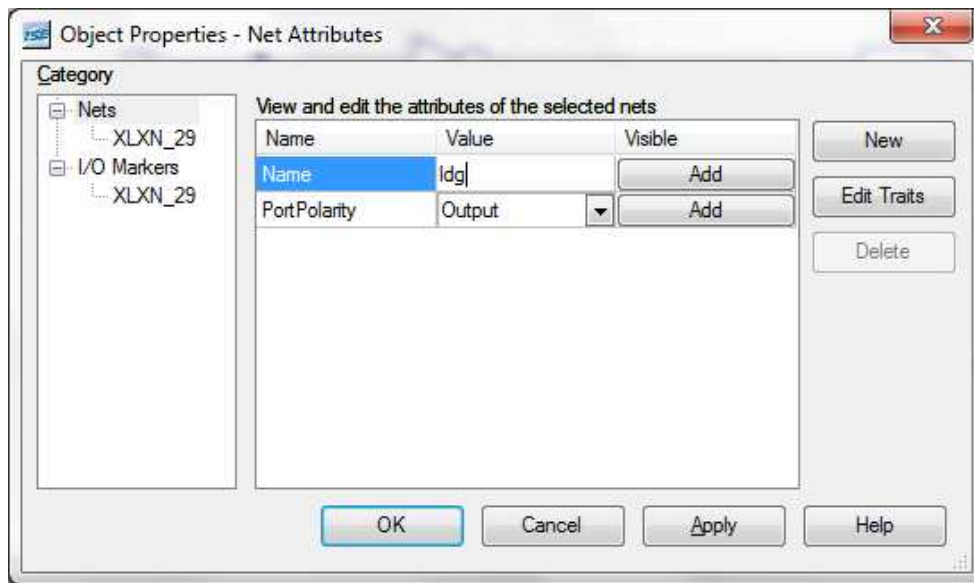 ISE Object Properties - Net Attributes
Category
Nets
XLXN_29
I/O Markers
XLXN_29
View and edit the attributes of the selected nets
Name Value Visible
Name ldg Add
PortPolarity Output Add
New
Edit Traits
Delete
OK Cancel Apply Help